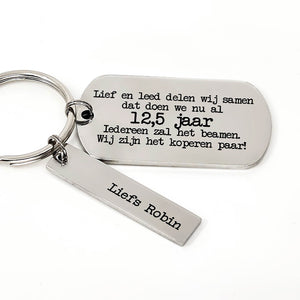 Lief en leed delen wij samen
dat doen we nu al
12,5 jaar
Iedereen zal het beamen.
Wij zijn het koperen paar!
Liefs Robin